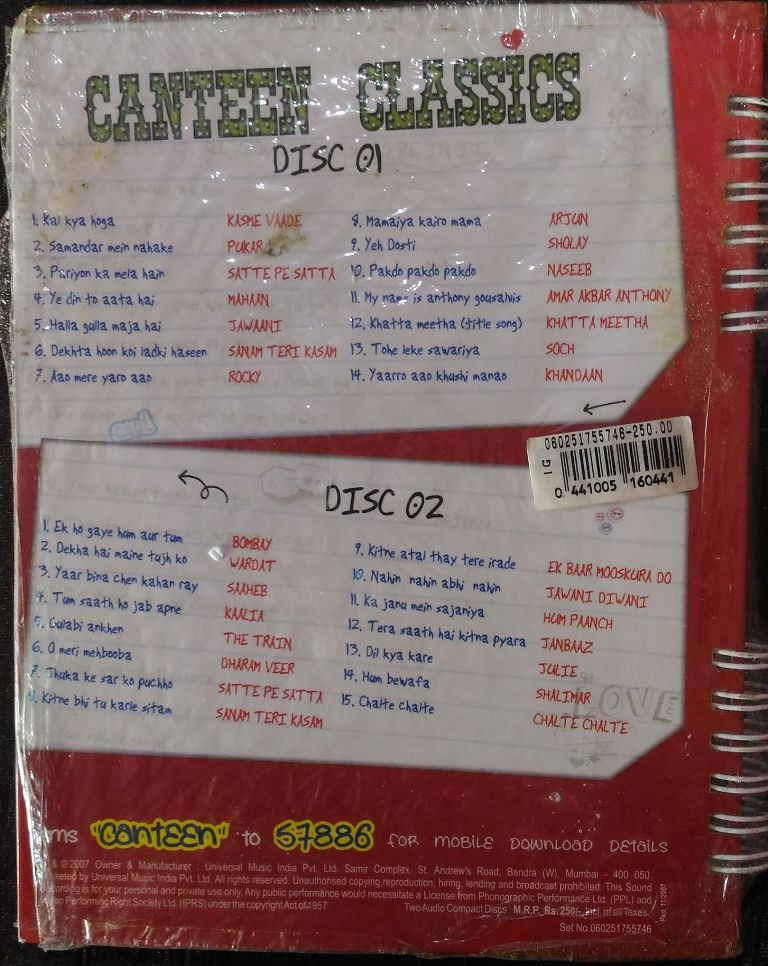 CANTEEN CLASSICS
DISC 01
1. Kal kya hoga KASME VAADE
2. Samandar mein nahake PUKAR
3. Pariyon ka mela hain SATTE PE SATTA
4. Ye din to aata hai MAHAAN
5. Halla gulla maja hai JAWAANI
6. Dekhta hoon koi ladki haseen SANAM TERI KASAM
7. Aao mere yaro aao ROCKY
8. Mamaiya kairo mama ARJUN
9. Yeh Dosti SHOLAY
10. Pakdo pakdo pakdo NASEEB
11. My name is anthony gousalvis AMAR AKBAR ANTHONY
12. Khatta meetha (title song) KHATTA MEETHA
13. Tohe leke sawariya SOCH
14. Yaarro aao khushi manao KHANDAAN
cool
060251755746-250.00
IG
0 441005 160441
DISC 02
1. Ek ho gaye hum aur tum BOMBAY
2. Dekha hai maine tujh ko WARDAT
3. Yaar bina chen kahan ray SAAHEB
4. Tum saath ho jab apne KAALIA
5. Gulabi ankhen THE TRAIN
6. O meri mehbooba DHARAM VEER
7. Jhuka ke sar ko puchho SATTE PE SATTA
8. Kitne bhi tu karle sitam SANAM TERI KASAM
9. Kitne atal thay tere irade EK BAAR MOOSKURA DO
10. Nahin nahin abhi nahin JAWANI DIWANI
11. Ka janu mein sajaniya HUM PAANCH
12. Tera saath hai kitna pyara JANBAAZ
13. Dil kya kare JULIE
14. Hum bewafa SHALIMAR
15. Chalte chalte CHALTE CHALTE
LOVE
sms "CANTEEN" to 57886 FOR MOBILE DOWNLOAD DETAILS
& © 2007 Owner & Manufacturer : Universal Music India Pvt. Ltd. Samir Complex, St. Andrew's Road, Bandra (W), Mumbai - 400 050.
Marketed by Universal Music India Pvt. Ltd. All rights reserved. Unauthorised copying, reproduction, hiring, lending and broadcast prohibited. This Sound
Recording is for your personal and private use only. Any public performance would necessitate a License from Phonographic Performance Ltd. (PPL) and
Indian Performing Right Society Ltd. (IPRS) under the copyright Act of 1957
Two Audio Compact Discs M.R.P. Rs. 250/- Incl of all Taxes.
Pkd. 11/2007
Set No.060251755746